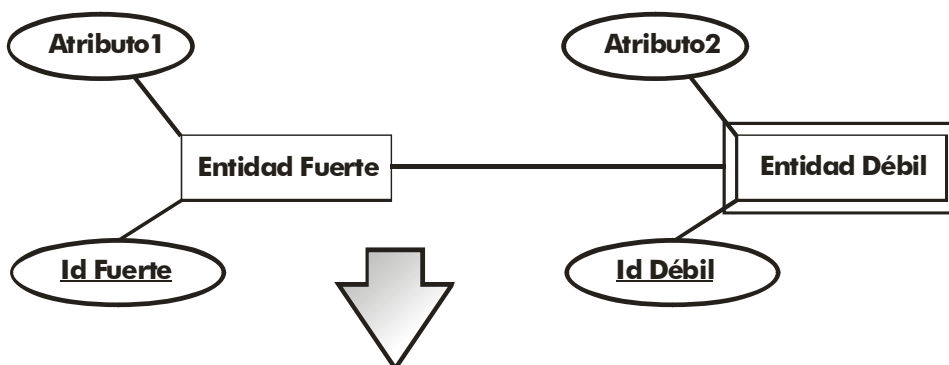 Atributo1
Atributo2
Entidad Fuerte
Entidad Débil
Id Fuerte
Id Débil